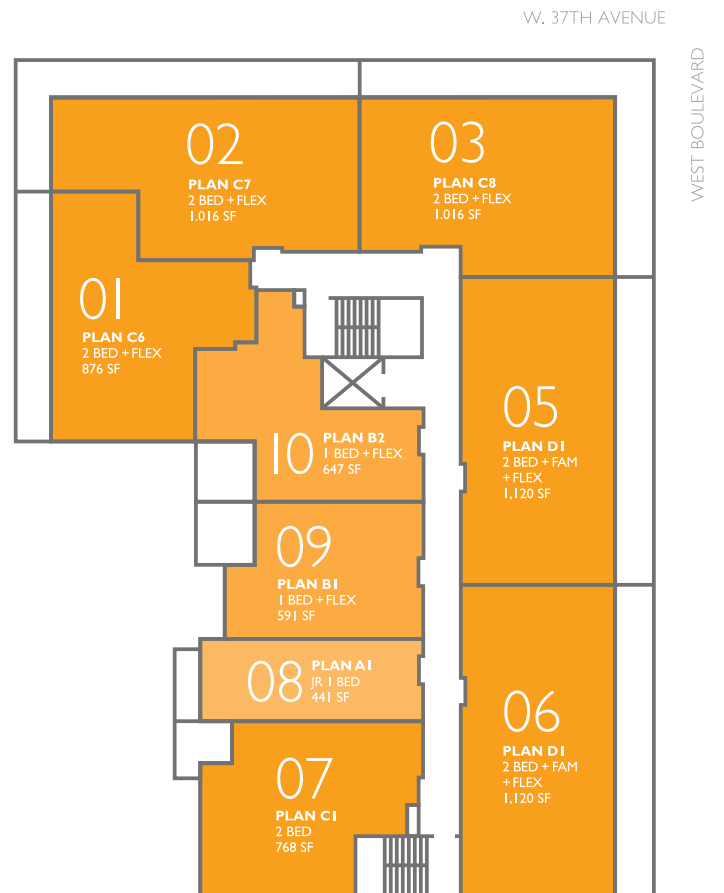 W. 37TH AVENUE
WEST BOULEVARD
02
PLAN C7
2 BED + FLEX
1,016 SF
03
PLAN C8
2 BED + FLEX
1,016 SF
01
PLAN C6
2 BED + FLEX
876 SF
05
PLAN D1
2 BED + FAM
+ FLEX
1,120 SF
10
PLAN B2
1 BED + FLEX
647 SF
09
PLAN B1
1 BED + FLEX
591 SF
08
PLAN A1
JR 1 BED
441 SF
06
PLAN D1
2 BED + FAM
+ FLEX
1,120 SF
07
PLAN C1
2 BED
768 SF